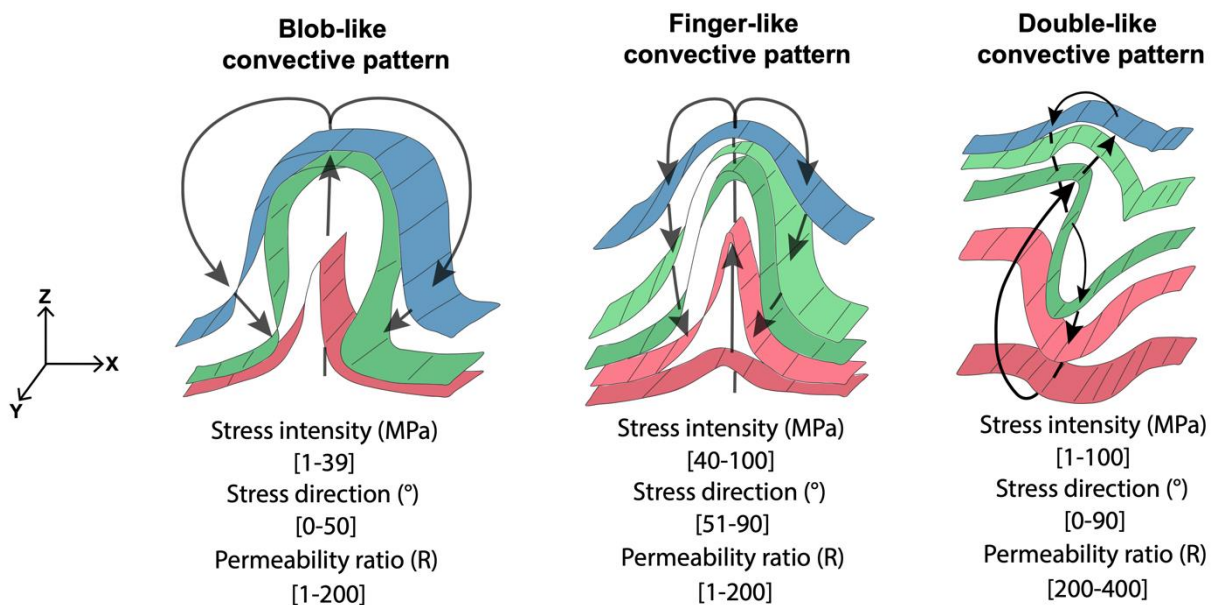 Blob-like
convective pattern
Finger-like
convective pattern
Double-like
convective pattern
Z
X
Y
Stress intensity (MPa)
[1-39]
Stress direction (°)
[0-50]
Permeability ratio (R)
[1-200]
Stress intensity (MPa)
[40-100]
Stress direction (°)
[51-90]
Permeability ratio (R)
[1-200]
Stress intensity (MPa)
[1-100]
Stress direction (°)
[0-90]
Permeability ratio (R)
[200-400]